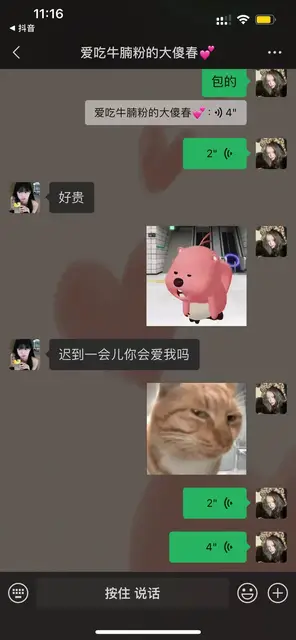 11:16
◀ 抖音
爱吃牛腩粉的大傻春💕
包的
爱吃牛腩粉的大傻春💕: 4"
2"
好贵
迟到一会儿你会爱我吗
2"
4"
按住 说话